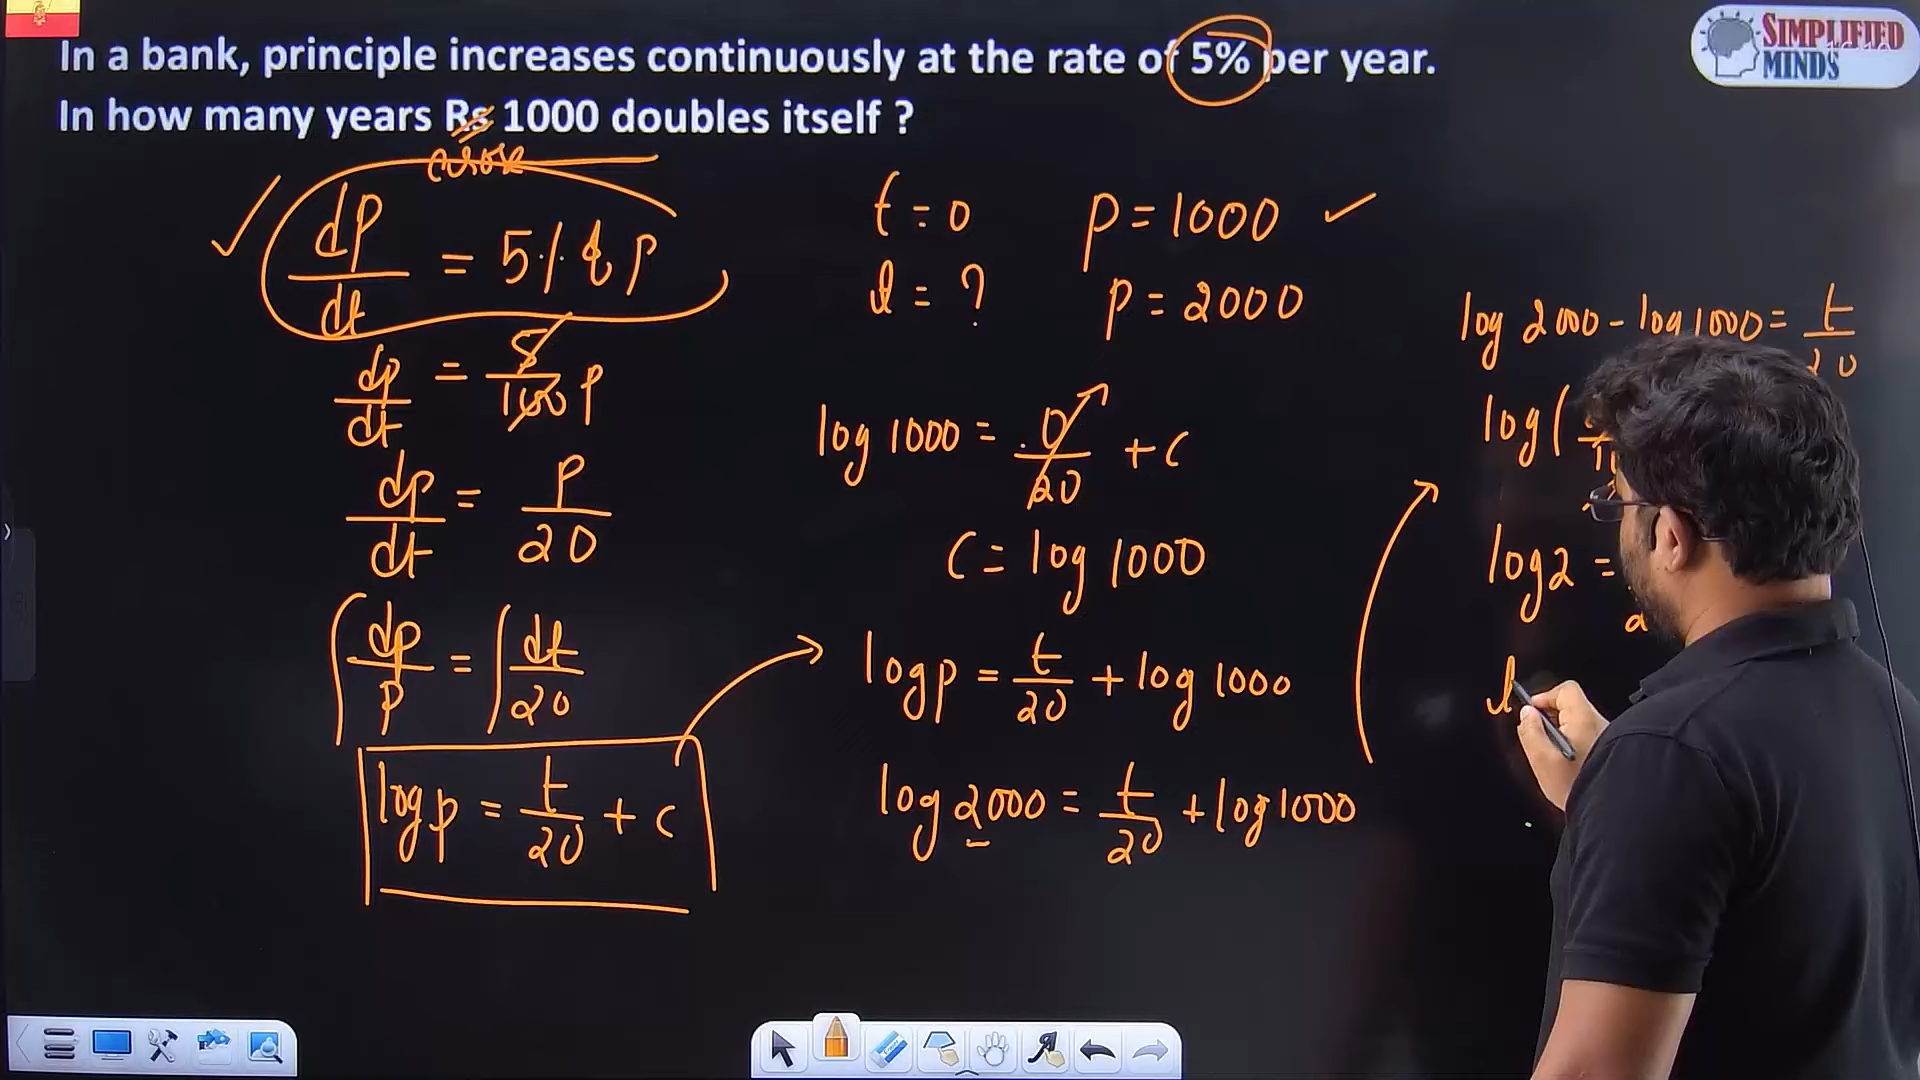 In a bank, principle increases continuously at the rate of 5% per year.
In how many years Rs 1000 doubles itself ?
SIMPLIFIED
MINDS
dp/dt = 5% P
dp/dt = 5/100 P
dp/dt = P/20
∫ dp/P = ∫ dt/20
log p = t/20 + c
t = 0 p = 1000 ✓
t = ? p = 2000
log 1000 = 0/20 + c
c = log 1000
log p = t/20 + log 1000
log 2000 = t/20 + log 1000
log 2000 - log 1000 = t/20
log(
log 2 =